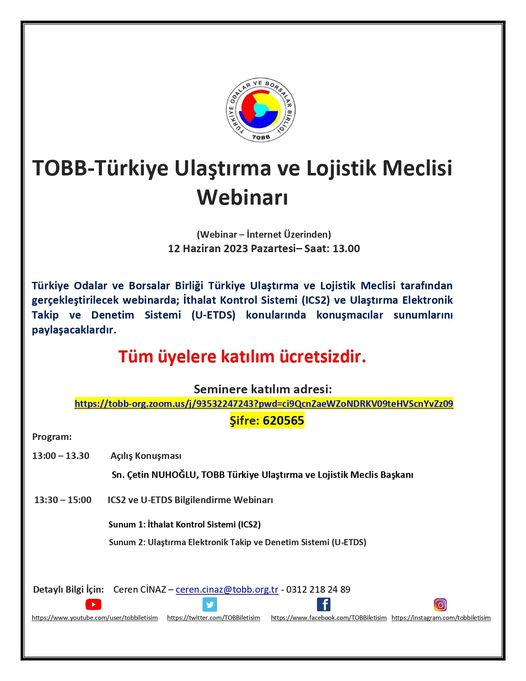 TÜRKİYE ODALAR VE BORSALAR BİRLİĞİ
TOBB
TOBB-Türkiye Ulaştırma ve Lojistik Meclisi
Webinarı
(Webinar – İnternet Üzerinden)
12 Haziran 2023 Pazartesi– Saat: 13.00
Türkiye Odalar ve Borsalar Birliği Türkiye Ulaştırma ve Lojistik Meclisi tarafından
gerçekleştirilecek webinarda; İthalat Kontrol Sistemi (ICS2) ve Ulaştırma Elektronik
Takip ve Denetim Sistemi (U-ETDS) konularında konuşmacılar sunumlarını
paylaşacaklardır.
Tüm üyelere katılım ücretsizdir.
Seminere katılım adresi:
https://tobb-org.zoom.us/j/93532247243?pwd=ci9QcnZaeWZoNDRKV09teHVScnYvZz09
Şifre: 620565
Program:
13:00 – 13.30 Açılış Konuşması
Sn. Çetin NUHOĞLU, TOBB Türkiye Ulaştırma ve Lojistik Meclis Başkanı
13:30 – 15:00 ICS2 ve U-ETDS Bilgilendirme Webinarı
Sunum 1: İthalat Kontrol Sistemi (ICS2)
Sunum 2: Ulaştırma Elektronik Takip ve Denetim Sistemi (U-ETDS)
Detaylı Bilgi İçin: Ceren CİNAZ – ceren.cinaz@tobb.org.tr - 0312 218 24 89
https://www.youtube.com/user/tobbiletisim https://twitter.com/TOBBiletisim https://www.facebook.com/TOBBiletisim https://instagram.com/tobbiletisim